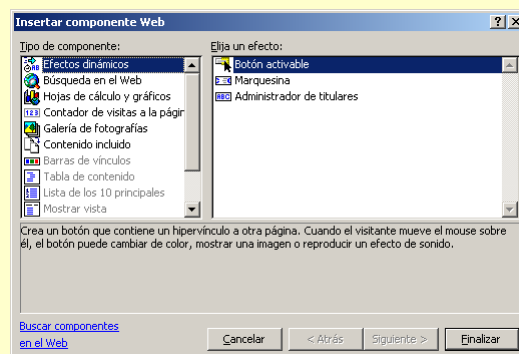 Insertar componente Web
Tipo de componente:
Elija un efecto:
Efectos dinámicos
Búsqueda en el Web
Hojas de cálculo y gráficos
Contador de visitas a la págir
Galería de fotografías
Contenido incluido
Barras de vínculos
Tabla de contenido
Lista de los 10 principales
Mostrar vista
Botón activable
Marquesina
Administrador de titulares
Crea un botón que contiene un hipervínculo a otra página. Cuando el visitante mueve el mouse sobre
él, el botón puede cambiar de color, mostrar una imagen o reproducir un efecto de sonido.
Buscar componentes
en el Web
Cancelar
< Atrás
Siguiente >
Finalizar